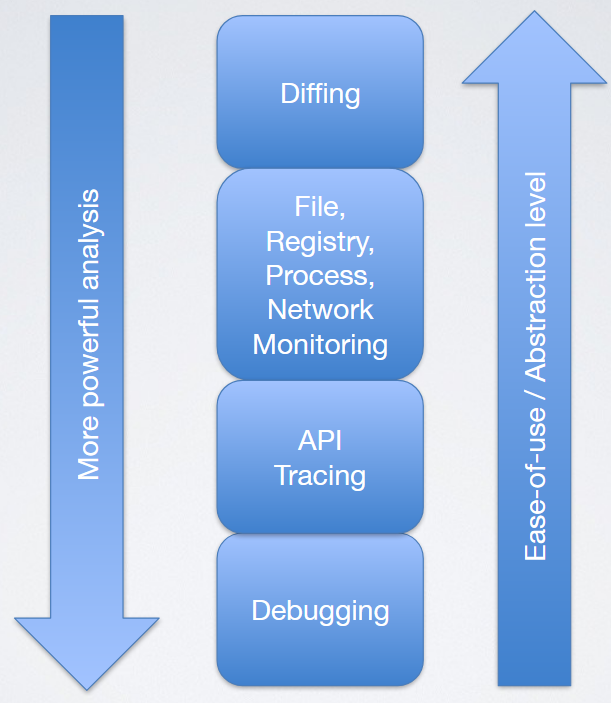 More powerful analysis
Diffing
File,
Registry,
Process,
Network
Monitoring
API
Tracing
Debugging
Ease-of-use / Abstraction level